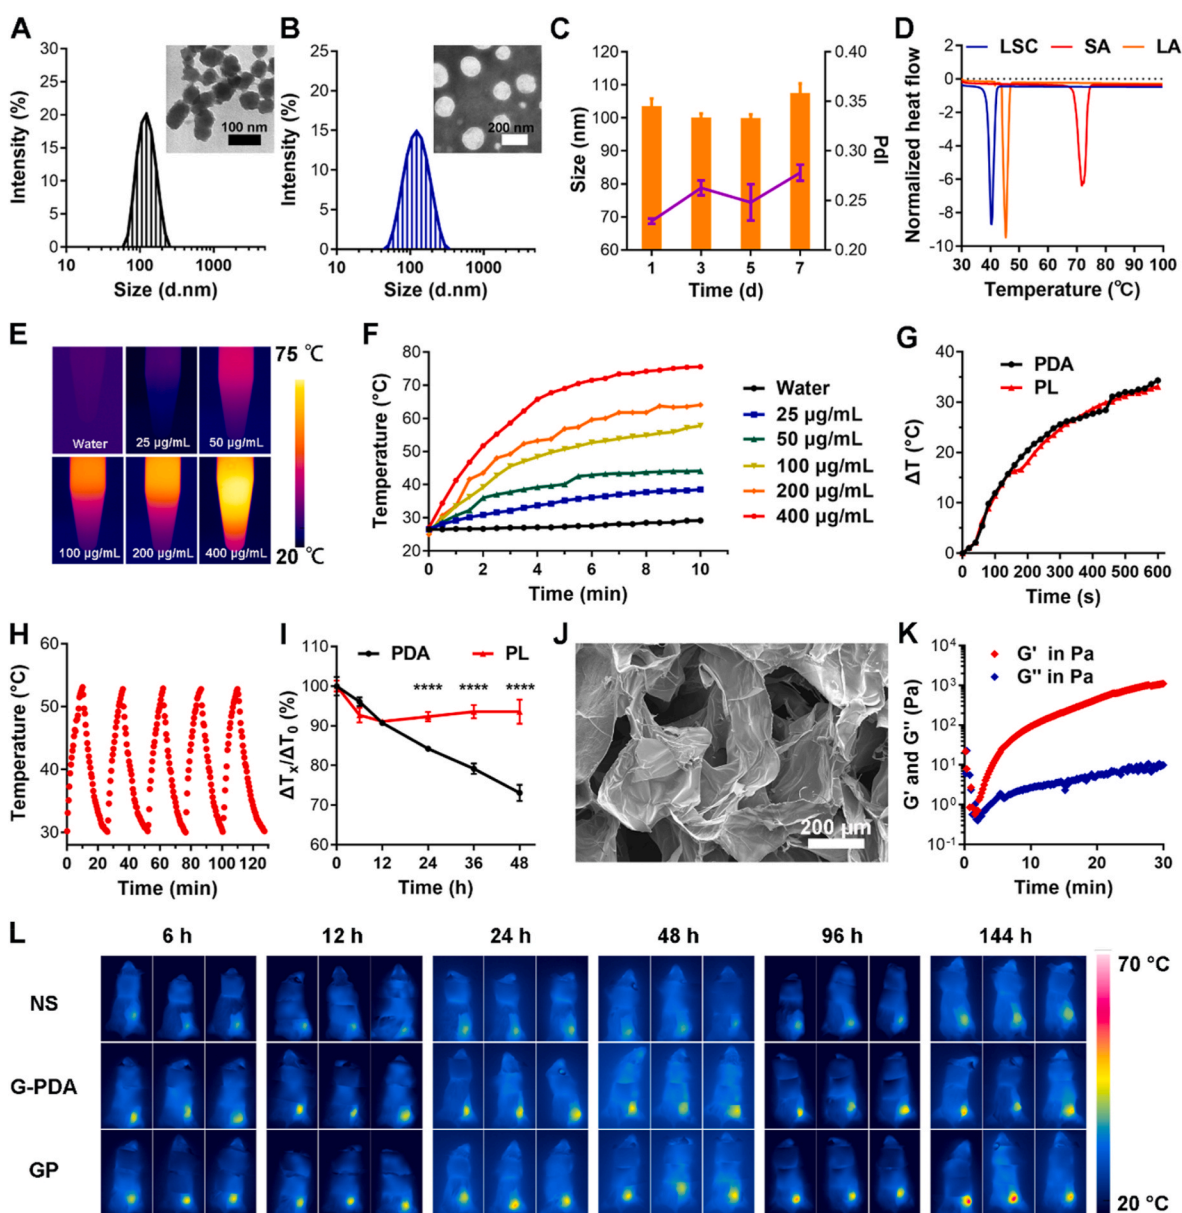 A
Intensity (%)
30
25
20
15
10
5
0
10
100
1000
Size (d.nm)
100 nm
B
Intensity (%)
25
20
15
10
5
0
10
100
1000
Size (d.nm)
200 nm
C
Size (nm)
120
110
100
90
80
70
60
0.40
0.35
0.30
0.25
0.20
PdI
1 3 5 7
Time (d)
D
LSC SA LA
Normalized heat flow
2
0
-2
-4
-6
-8
-10
30 40 50 60 70 80 90 100
Temperature (℃)
E
75 ℃
Water
25 μg/mL
50 μg/mL
100 μg/mL
200 μg/mL
400 μg/mL
20 ℃
F
Temperature (°C)
80
70
60
50
40
30
20
0 2 4 6 8 10
Time (min)
Water
25 μg/mL
50 μg/mL
100 μg/mL
200 μg/mL
400 μg/mL
G
PDA
PL
ΔT (°C)
40
30
20
10
0
0 100 200 300 400 500 600
Time (s)
H
Temperature (°C)
60
50
40
30
0 20 40 60 80 100 120
Time (min)
I
PDA PL
ΔTx/ΔT0 (%)
110
100
90
80
70
60
**** **** ****
0 12 24 36 48
Time (h)
J
200 μm
K
G' in Pa
G" in Pa
G' and G" (Pa)
10⁴
10³
10²
10¹
10⁰
10⁻¹
0 10 20 30
Time (min)
L
6 h 12 h 24 h 48 h 96 h 144 h
NS
G-PDA
GP
70 °C
20 °C